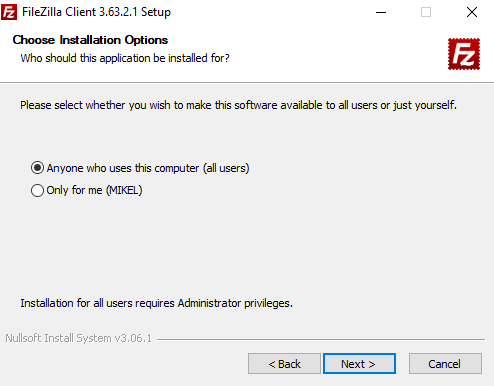 FileZilla Client 3.63.2.1 Setup
Choose Installation Options
Who should this application be installed for?
Fz
Please select whether you wish to make this software available to all users or just yourself.
Anyone who uses this computer (all users)
Only for me (MIKEL)
Installation for all users requires Administrator privileges.
Nullsoft Install System v3.06.1
< Back
Next >
Cancel